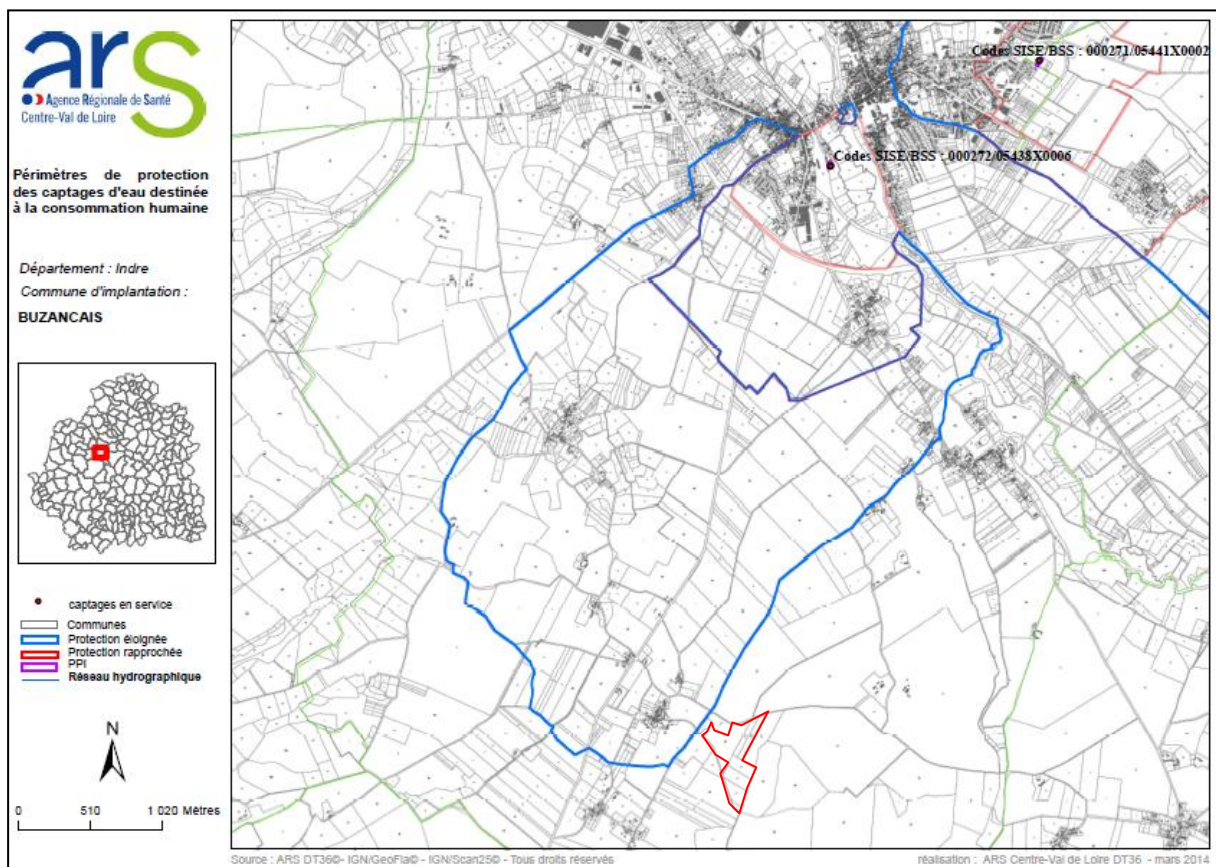 ars
Agence Régionale de Santé
Centre-Val de Loire
Périmètres de protection
des captages d'eau destinée
à la consommation humaine
Département : Indre
Commune d'implantation :
BUZANCAIS
captages en service
Communes
Protection éloignée
Protection rapprochée
PPI
Réseau hydrographique
N
0 510 1 020 Mètres
Codes SISE/BSS : 000271/05441X0002
Codes SISE/BSS : 000272/05438X0006
Source : ARS DT36©- IGN/GeoFla© - IGN/Scan25© - Tous droits réservés
réalisation : ARS Centre-Val de Loire DT36 - mars 2014